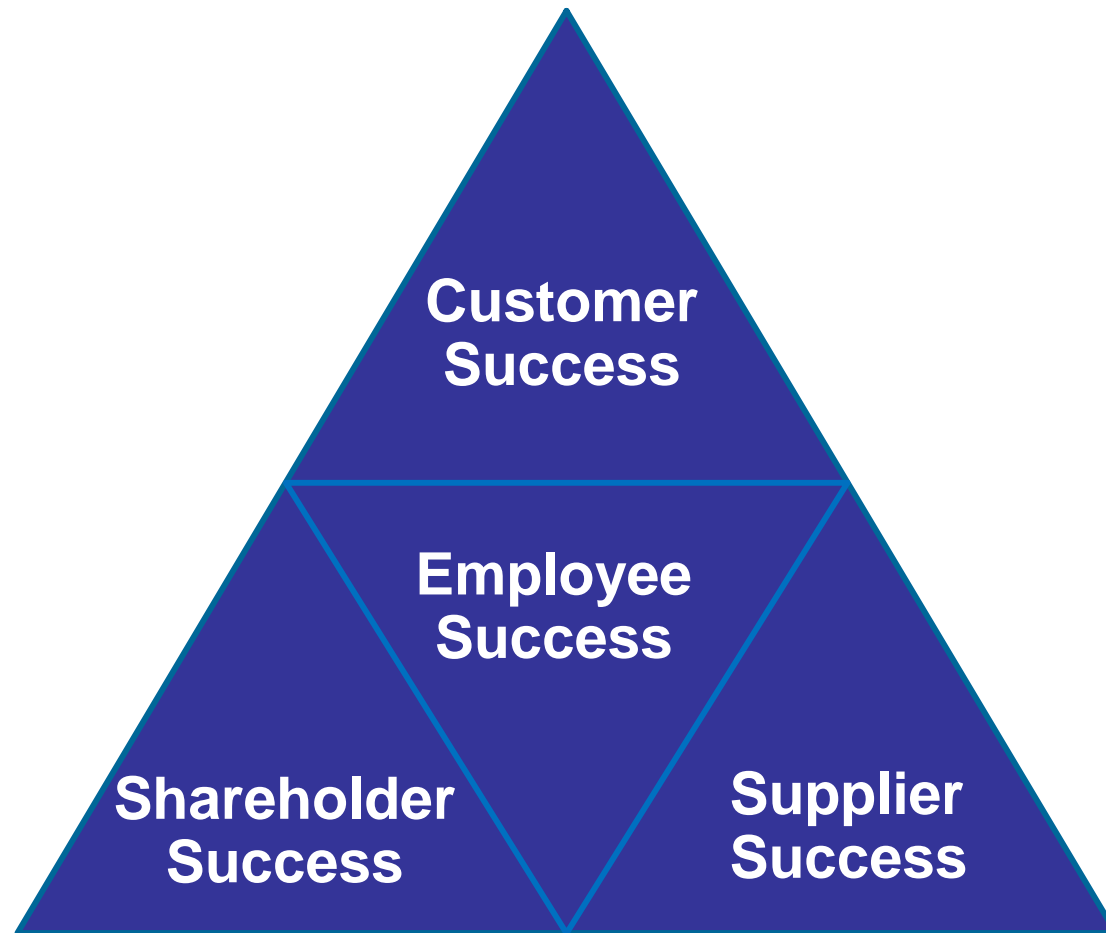 Customer
Success
Employee
Success
Shareholder
Success
Supplier
Success